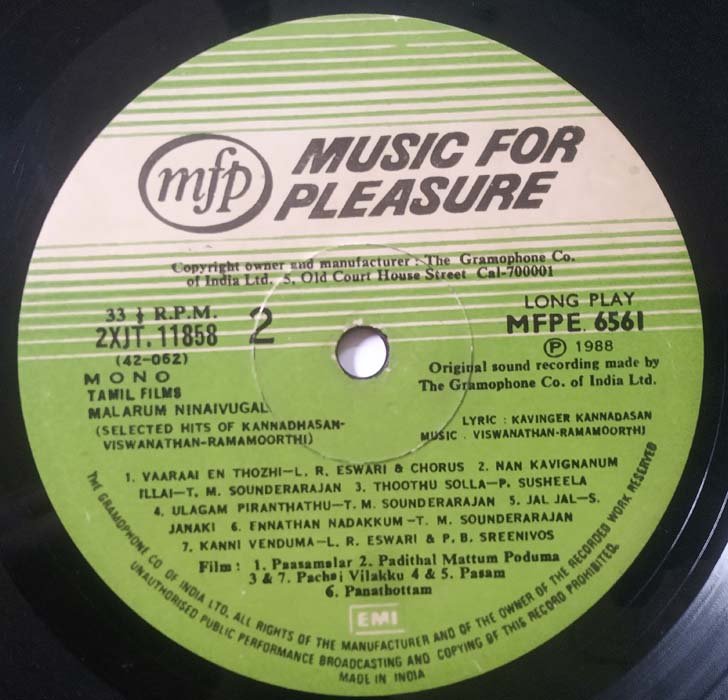 mfp
MUSIC FOR
PLEASURE
Copyright owner and manufacturer : The Gramophone Co.
of India Ltd. 5, Old Court House Street Cal-700001
33 ⅓ R.P.M.
2XJT. 11858
(42-062)
2
LONG PLAY
MFPE. 6561
Ⓟ 1988
Original sound recording made by
The Gramophone Co. of India Ltd.
MONO
TAMIL FILMS
MALARUM NINAIVUGAL
(SELECTED HITS OF KANNADHASAN-
VISWANATHAN-RAMAMOORTHI)
LYRIC : KAVINGER KANNADASAN
MUSIC : VISWANATHAN-RAMAMOORTHI
1. VAARAAI EN THOZHI—L. R. ESWARI & CHORUS 2. NAN KAVIGNANUM
ILLAI—T. M. SOUNDERARAJAN 3. THOOTHU SOLLA—P. SUSHEELA
4. ULAGAM PIRANTHATHU—T. M. SOUNDERARAJAN 5. JAL JAL—S.
JANAKI 6. ENNATHAN NADAKKUM—T. M. SOUNDERARAJAN
7. KANNI VENDUMA—L. R. ESWARI & P. B. SREENIVOS
Film : 1. Paasamalar 2. Padithal Mattum Poduma
3 & 7. Pachai Vilakku 4 & 5. Pasam
6. Panathottam
EMI
THE GRAMOPHONE CO OF INDIA LTD. ALL RIGHTS OF THE MANUFACTURER AND OF THE OWNER OF THE RECORDED WORK RESERVED
UNAUTHORISED PUBLIC PERFORMANCE BROADCASTING AND COPYING OF THIS RECORD PROHIBITED.
MADE IN INDIA